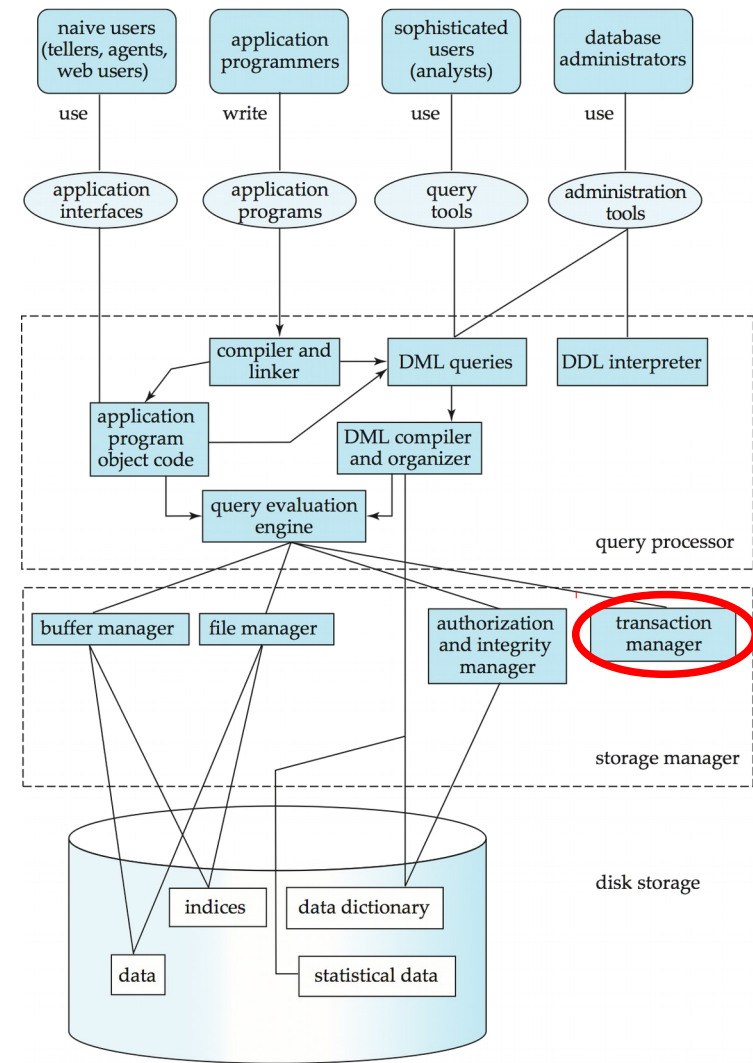 naive users
(tellers, agents,
web users)
application
programmers
sophisticated
users
(analysts)
database
administrators
use
write
use
use
application
interfaces
application
programs
query
tools
administration
tools
compiler and
linker
DML queries
DDL interpreter
application
program
object code
DML compiler
and organizer
query evaluation
engine
query processor
buffer manager
file manager
authorization
and integrity
manager
transaction
manager
storage manager
disk storage
indices
data dictionary
data
statistical data